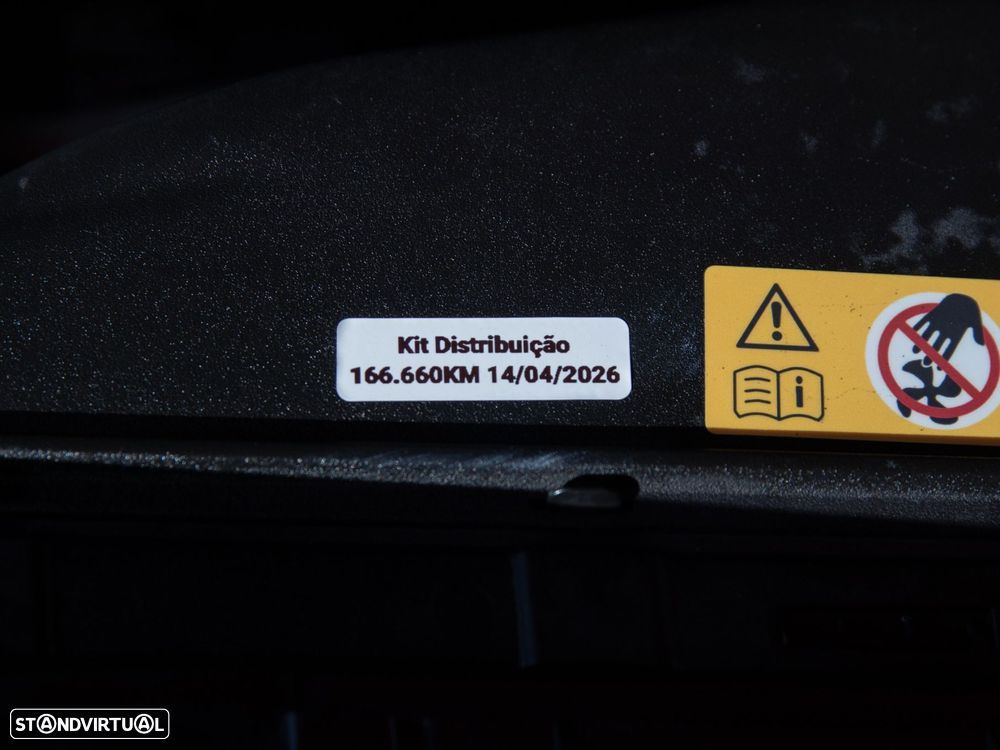 Kit Distribuição
166.660KM 14/04/2026
STANDVIRTUAL